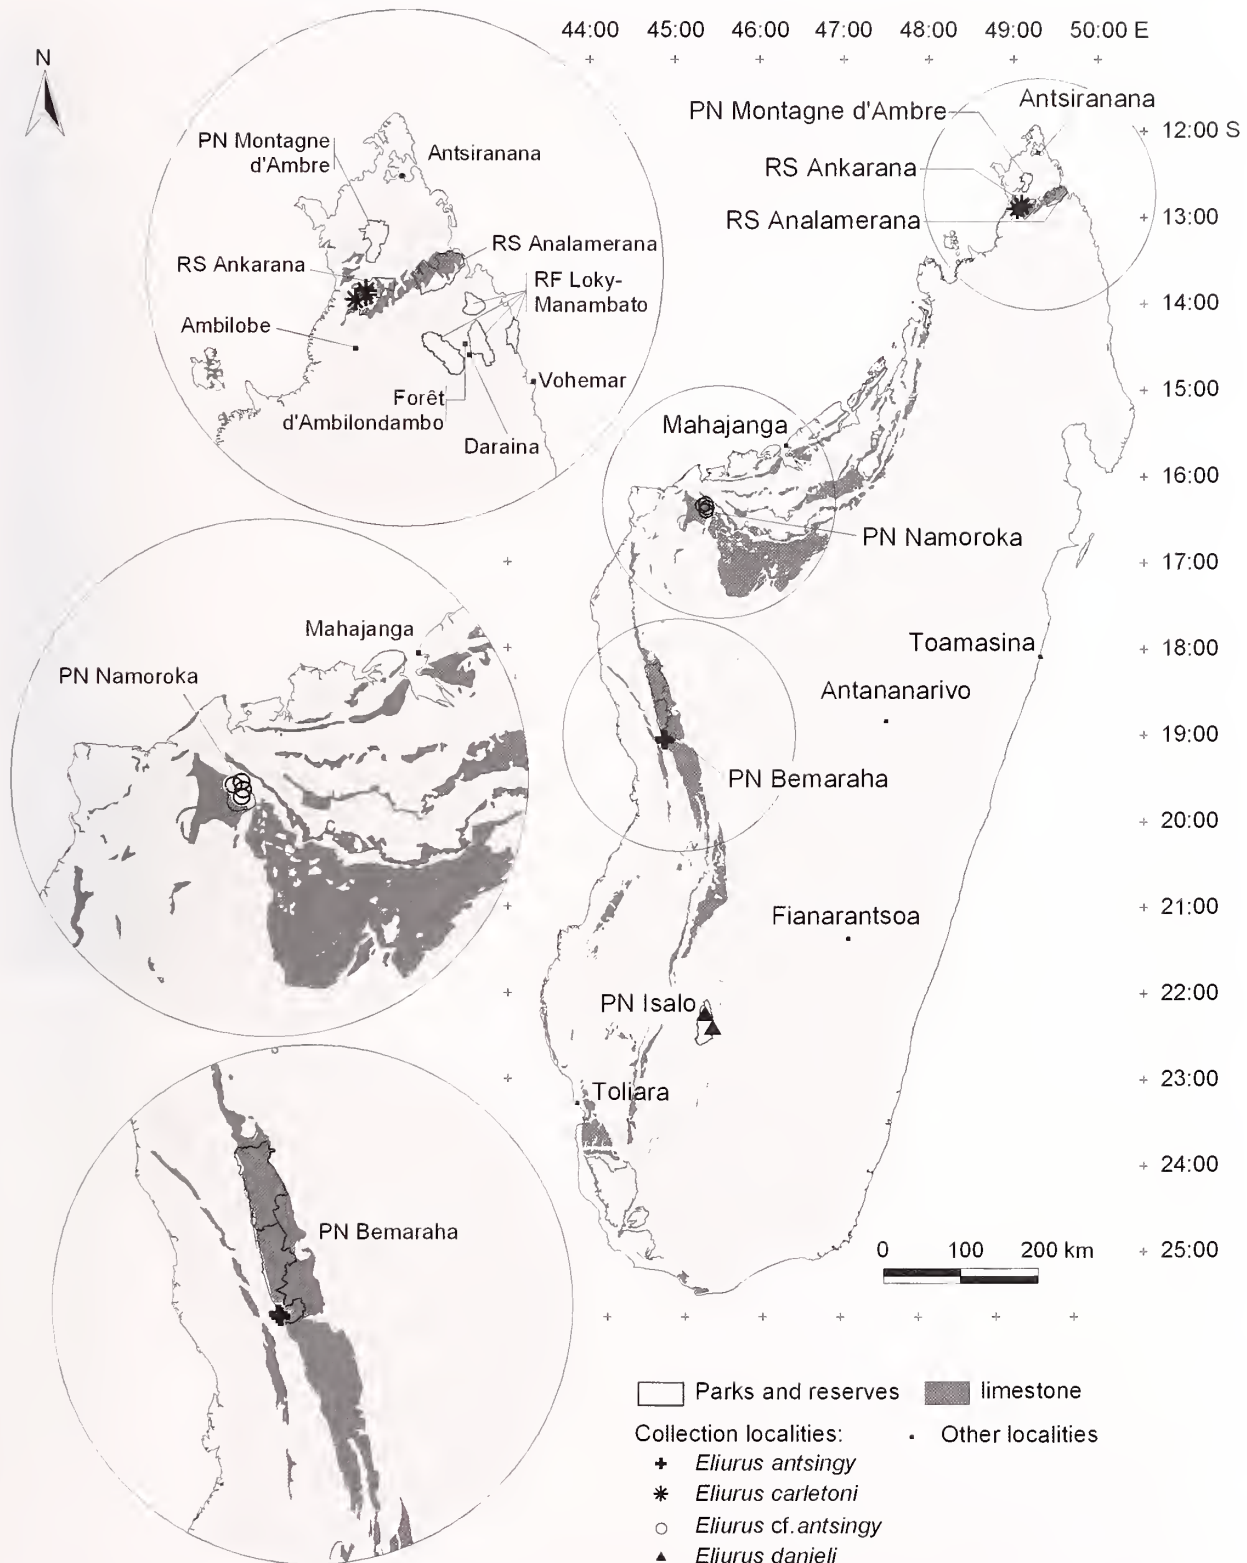 44:00 45:00 46:00 47:00 48:00 49:00 50:00 E
N
PN Montagne
d'Ambre
Antsiranana
RS Analamerana
RS Ankarana
RF Loky-
Manambato
Ambilobe
Vohemar
Forêt
d'Ambilondambo
Daraina
Antsiranana
PN Montagne d'Ambre
12:00 S
RS Ankarana
RS Analamerana
13:00
14:00
15:00
Mahajanga
16:00
PN Namoroka
17:00
Mahajanga
PN Namoroka
Toamasina
18:00
Antananarivo
19:00
PN Bemaraha
20:00
21:00
Fianarantsoa
22:00
PN Isalo
23:00
Toliara
24:00
PN Bemaraha
25:00
0 100 200 km
Parks and reserves
limestone
Collection localities:
Other localities
Eliurus antsingy
Eliurus carletoni
Eliurus cf. antsingy
Eliurus danieli